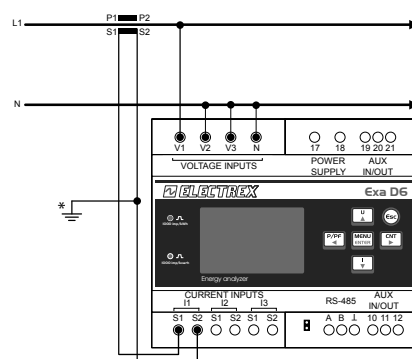 P1 P2
L1
S1 S2
N
V1 V2 V3 N 17 18 19 20 21
VOLTAGE INPUTS
POWER SUPPLY
AUX IN/OUT
ELECTREX Exa D6
*
U
Esc
P/PF MENU ENTER CNT
I
Energy analyzer
CURRENT INPUTS
I1 I2 I3
RS-485
AUX IN/OUT
S1 S2 S1 S2 S1 S2 A B ⊥ 10 11 12